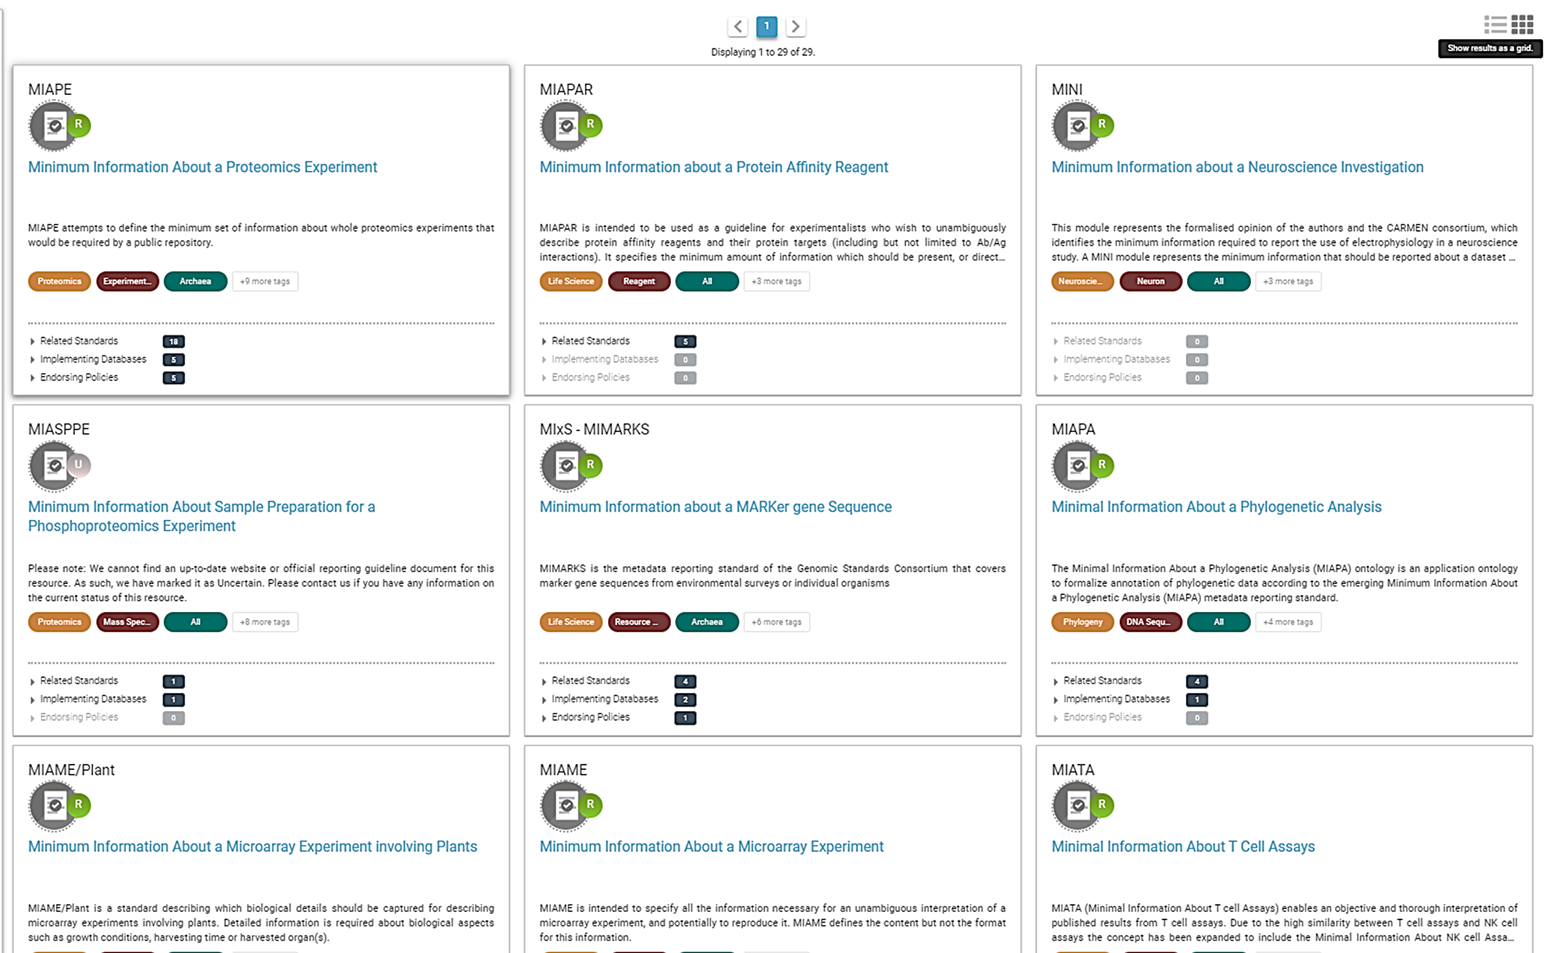 1
Displaying 1 to 29 of 29.
Show results as a grid.
MIAPE
R
Minimum Information About a Proteomics Experiment
MIAPE attempts to define the minimum set of information about whole proteomics experiments that
would be required by a public repository.
Proteomics Experiment... Archaea +9 more tags
Related Standards 18
Implementing Databases 5
Endorsing Policies 5
MIAPAR
R
Minimum Information about a Protein Affinity Reagent
MIAPAR is intended to be used as a guideline for experimentalists who wish to unambiguously
describe protein affinity reagents and their protein targets (including but not limited to Ab/Ag
interactions). It specifies the minimum amount of information which should be present, or direct...
Life Science Reagent All +3 more tags
Related Standards 5
Implementing Databases 0
Endorsing Policies 0
MINI
R
Minimum Information about a Neuroscience Investigation
This module represents the formalised opinion of the authors and the CARMEN consortium, which
identifies the minimum information required to report the use of electrophysiology in a neuroscience
study. A MINI module represents the minimum information that should be reported about a dataset ...
Neuroscie... Neuron All +3 more tags
Related Standards 0
Implementing Databases 0
Endorsing Policies 0
MIASPPE
U
Minimum Information About Sample Preparation for a
Phosphoproteomics Experiment
Please note: We cannot find an up-to-date website or official reporting guideline document for this
resource. As such, we have marked it as Uncertain. Please contact us if you have any information on
the current status of this resource.
Proteomics Mass Spec... All +8 more tags
Related Standards 1
Implementing Databases 1
Endorsing Policies 0
MIxS - MIMARKS
R
Minimum Information about a MARKer gene Sequence
MIMARKS is the metadata reporting standard of the Genomic Standards Consortium that covers
marker gene sequences from environmental surveys or individual organisms
Life Science Resource ... Archaea +6 more tags
Related Standards 4
Implementing Databases 2
Endorsing Policies 1
MIAPA
R
Minimal Information About a Phylogenetic Analysis
The Minimal Information About a Phylogenetic Analysis (MIAPA) ontology is an application ontology
to formalize annotation of phylogenetic data according to the emerging Minimum Information About
a Phylogenetic Analysis (MIAPA) metadata reporting standard.
Phylogeny DNA Sequ... All +4 more tags
Related Standards 4
Implementing Databases 1
Endorsing Policies 0
MIAME/Plant
R
Minimum Information About a Microarray Experiment involving Plants
MIAME/Plant is a standard describing which biological details should be captured for describing
microarray experiments involving plants. Detailed information is required about biological aspects
such as growth conditions, harvesting time or harvested organ(s).
MIAME
R
Minimum Information About a Microarray Experiment
MIAME is intended to specify all the information necessary for an unambiguous interpretation of a
microarray experiment, and potentially to reproduce it. MIAME defines the content but not the format
for this information.
MIATA
R
Minimal Information About T Cell Assays
MIATA (Minimal Information About T cell Assays) enables an objective and thorough interpretation of
published results from T cell assays. Due to the high similarity between T cell assays and NK cell
assays the concept has been expanded to include the Minimal Information About NK cell Assa...